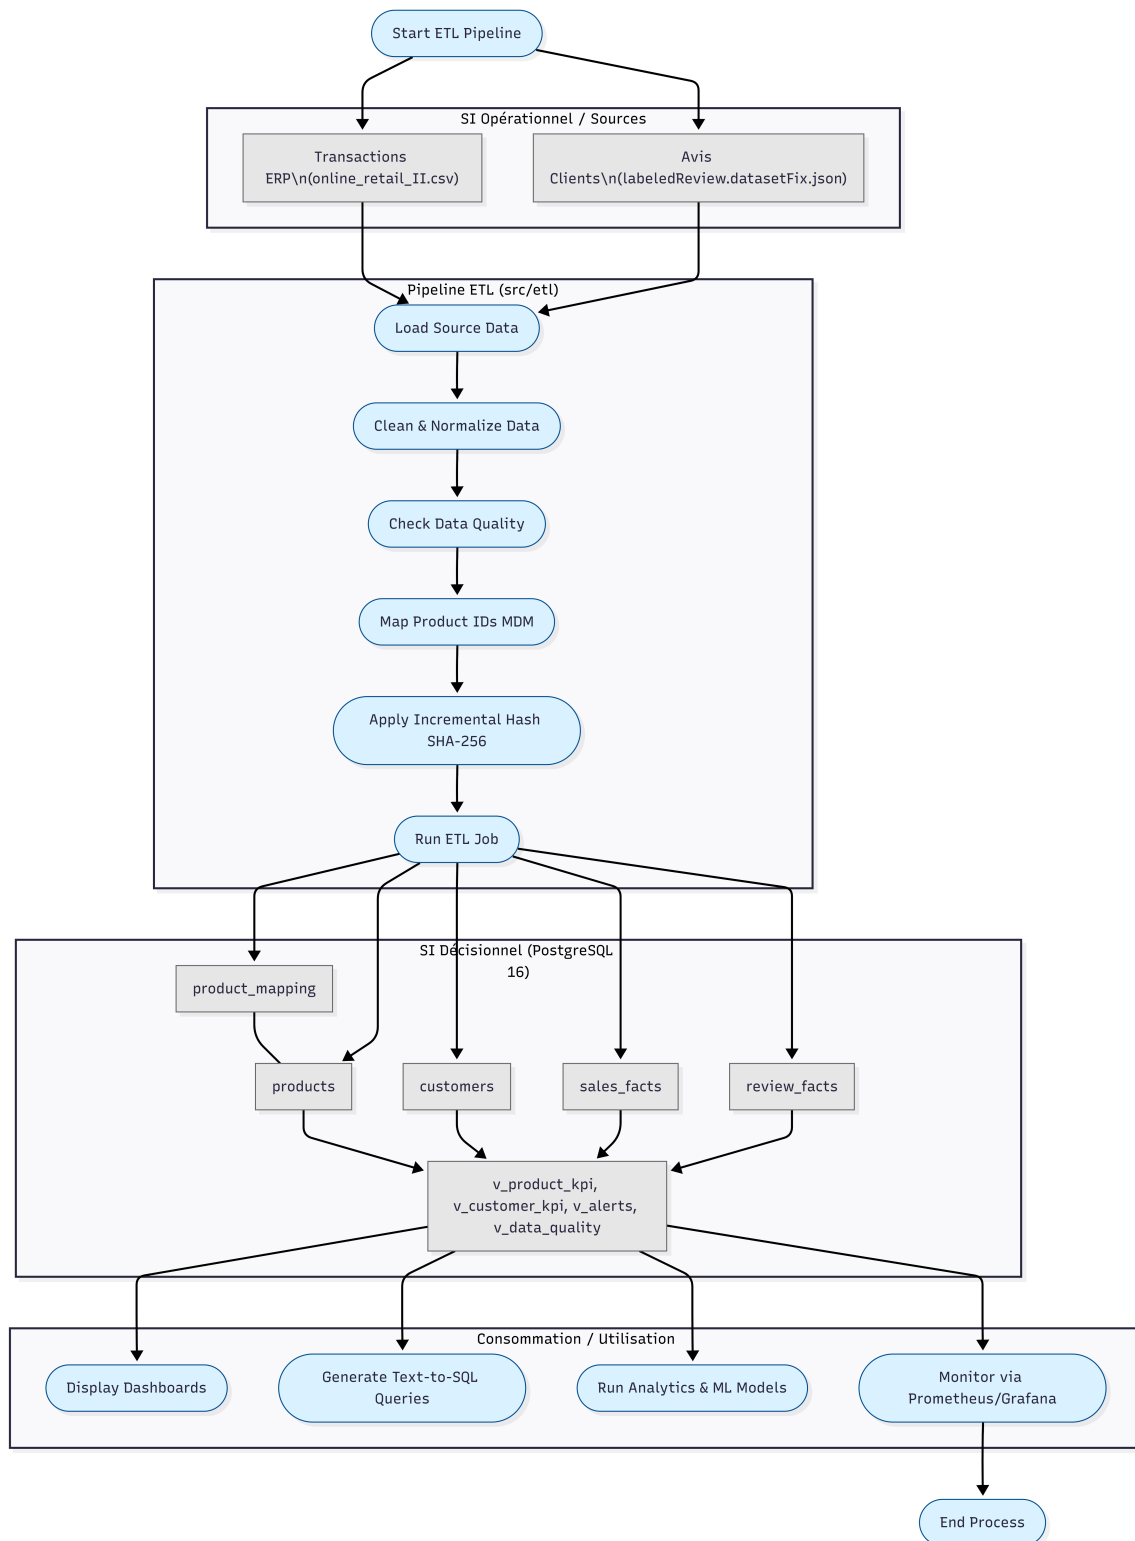 Start ETL Pipeline
SI Opérationnel / Sources
Transactions
ERP\n(online_retail_II.csv)
Avis
Clients\n(labeledReview.datasetFix.json)
Pipeline ETL (src/etl)
Load Source Data
Clean & Normalize Data
Check Data Quality
Map Product IDs MDM
Apply Incremental Hash
SHA-256
Run ETL Job
SI Décisionnel (PostgreSQL
16)
product_mapping
products
customers
sales_facts
review_facts
v_product_kpi,
v_customer_kpi, v_alerts,
v_data_quality
Consommation / Utilisation
Display Dashboards
Generate Text-to-SQL
Queries
Run Analytics & ML Models
Monitor via
Prometheus/Grafana
End Process